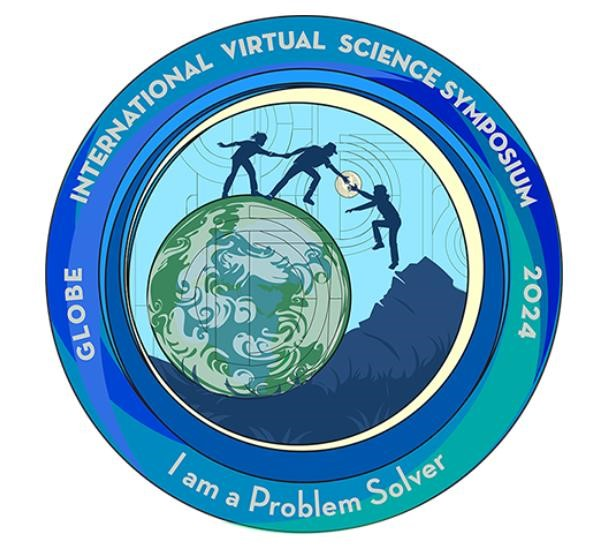 GLOBE INTERNATIONAL VIRTUAL SCIENCE SYMPOSIUM 2024
I am a Problem Solver